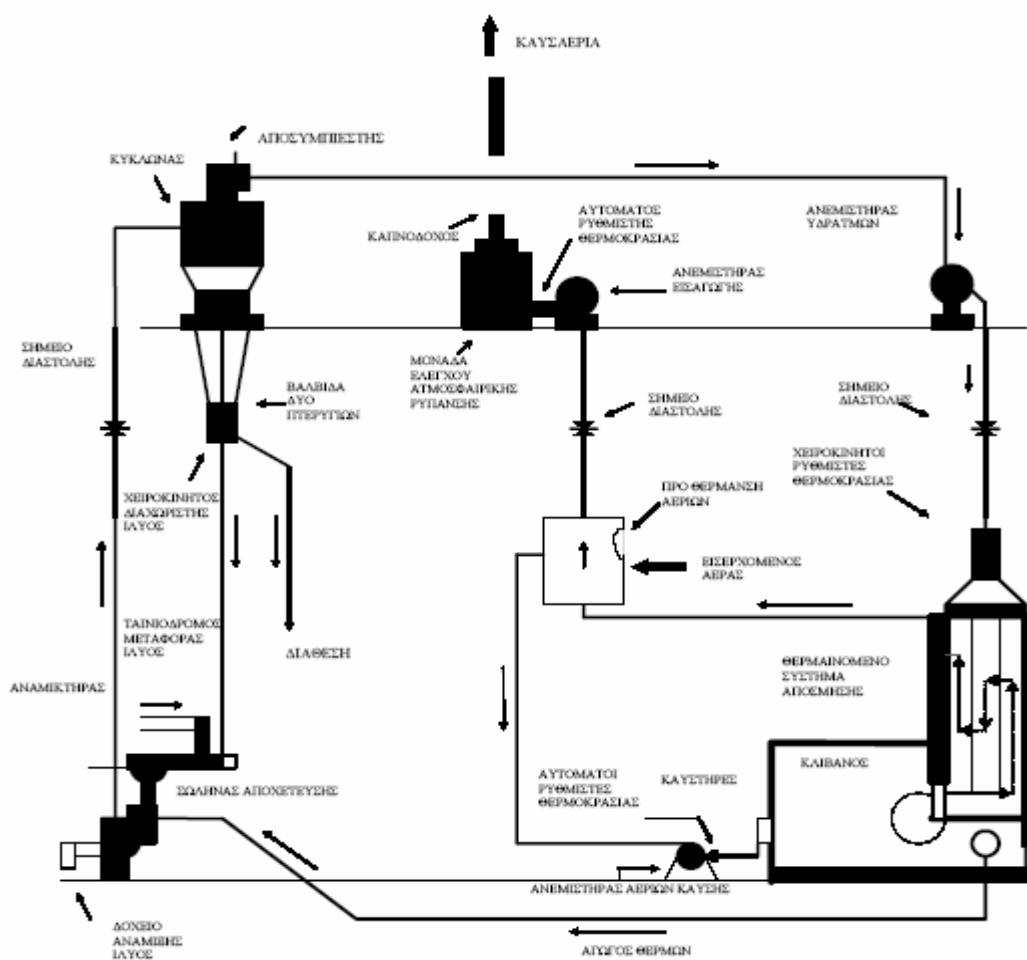 ΚΑΥΣΑΕΡΙΑ
ΑΠΟΣΥΜΠΙΕΣΤΗΣ
ΚΥΚΛΩΝΑΣ
ΚΑΠΝΟΔΟΧΟΣ
ΑΥΤΟΜΑΤΟΣ
ΡΥΘΜΙΣΤΗΣ
ΘΕΡΜΟΚΡΑΣΙΑΣ
ΑΝΕΜΙΣΤΗΡΑΣ
ΥΔΡΑΤΜΩΝ
ΑΝΕΜΙΣΤΗΡΑΣ
ΕΙΣΑΓΩΓΗΣ
ΣΗΜΕΙΟ
ΔΙΑΣΤΟΛΗΣ
ΜΟΝΑΔΑ
ΕΛΕΓΧΟΥ
ΑΤΜΟΣΦΑΙΡΙΚΗΣ
ΡΥΠΑΝΣΗΣ
ΒΑΛΒΙΔΑ
ΔΥΟ
ΠΤΕΡΥΓΙΩΝ
ΣΗΜΕΙΟ
ΔΙΑΣΤΟΛΗΣ
ΣΗΜΕΙΟ
ΔΙΑΣΤΟΛΗΣ
ΧΕΙΡΟΚΙΝΗΤΟΙ
ΡΥΘΜΙΣΤΕΣ
ΘΕΡΜΟΚΡΑΣΙΑΣ
ΧΕΙΡΟΚΙΝΗΤΟΣ
ΔΙΑΧΩΡΙΣΤΗΣ
ΙΛΥΟΣ
ΠΡΟ ΘΕΡΜΑΝΣΗ
ΑΕΡΙΩΝ
ΕΙΣΕΡΧΟΜΕΝΟΣ
ΑΕΡΑΣ
ΤΑΙΝΙΟΔΡΟΜΟΣ
ΜΕΤΑΦΟΡΑΣ
ΙΛΥΟΣ
ΔΙΑΘΕΣΗ
ΘΕΡΜΑΙΝΟΜΕΝΟ
ΣΥΣΤΗΜΑ
ΑΠΟΣΜΗΣΗΣ
ΑΝΑΜΙΚΤΗΡΑΣ
ΣΩΛΗΝΑΣ ΑΠΟΧΕΤΕΥΣΗΣ
ΑΥΤΟΜΑΤΟΙ
ΡΥΘΜΙΣΤΕΣ
ΘΕΡΜΟΚΡΑΣΙΑΣ
ΚΑΥΣΤΗΡΕΣ
ΚΛΙΒΑΝΟΣ
ΑΝΕΜΙΣΤΗΡΑΣ ΑΕΡΙΩΝ ΚΑΥΣΗΣ
ΔΟΧΕΙΟ
ΑΝΑΜΙΞΗΣ
ΙΛΥΟΣ
ΑΓΩΓΟΣ ΘΕΡΜΩΝ